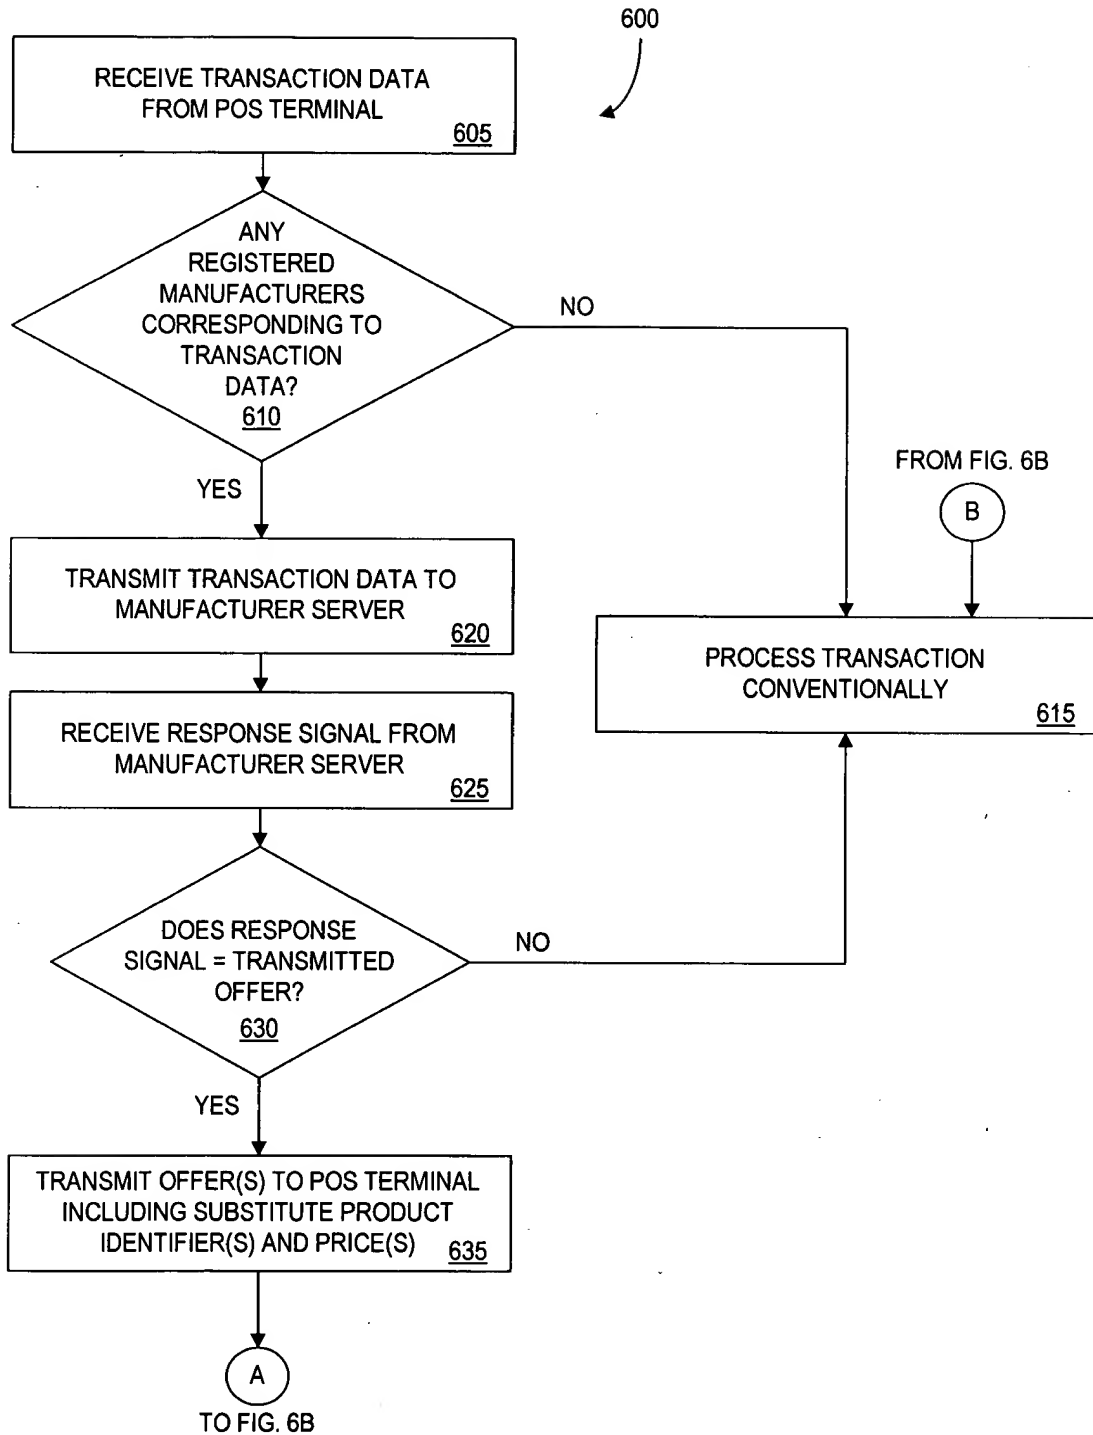 600
RECEIVE TRANSACTION DATA
FROM POS TERMINAL
605
ANY
REGISTERED
MANUFACTURERS
CORRESPONDING TO
TRANSACTION
DATA?
610
NO
YES
FROM FIG. 6B
B
TRANSMIT TRANSACTION DATA TO
MANUFACTURER SERVER
620
PROCESS TRANSACTION
CONVENTIONALLY
615
RECEIVE RESPONSE SIGNAL FROM
MANUFACTURER SERVER
625
DOES RESPONSE
SIGNAL = TRANSMITTED
OFFER?
630
NO
YES
TRANSMIT OFFER(S) TO POS TERMINAL
INCLUDING SUBSTITUTE PRODUCT
IDENTIFIER(S) AND PRICE(S)
635
A
TO FIG. 6B